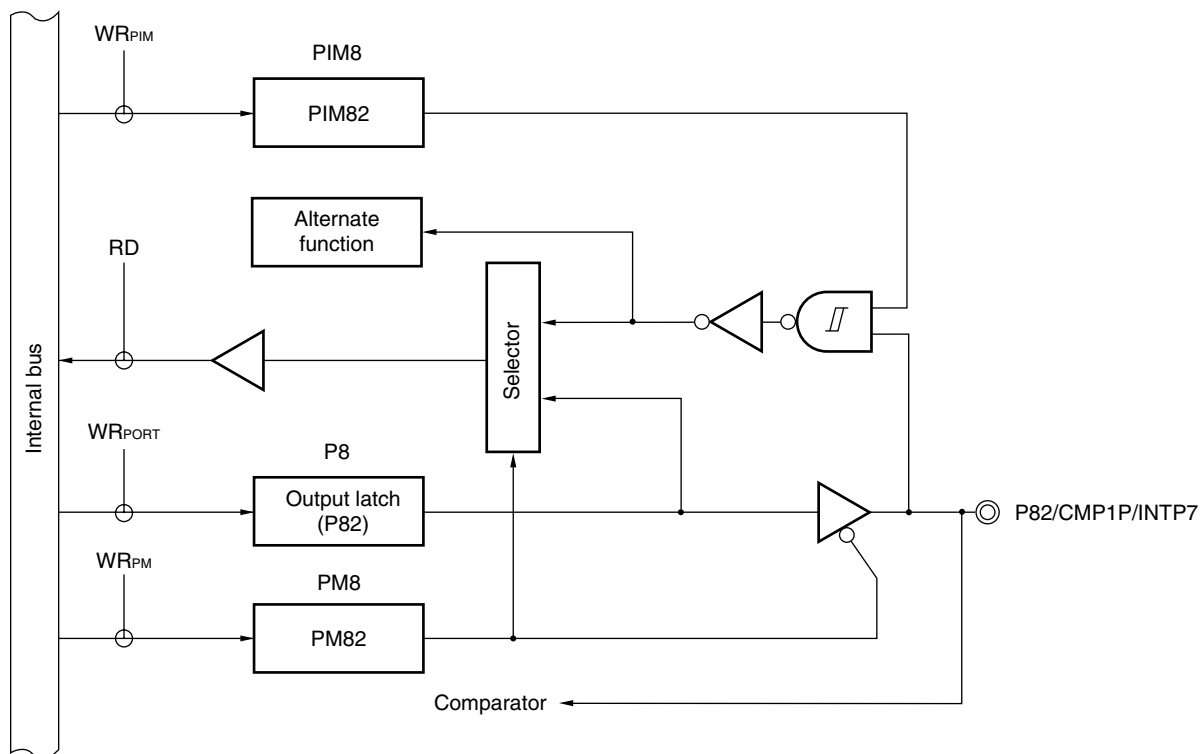 WRPIM
PIM8
PIM82
Alternate
function
RD
Selector
Internal bus
WRPORT
P8
Output latch
(P82)
P82/CMP1P/INTP7
WRPM
PM8
PM82
Comparator